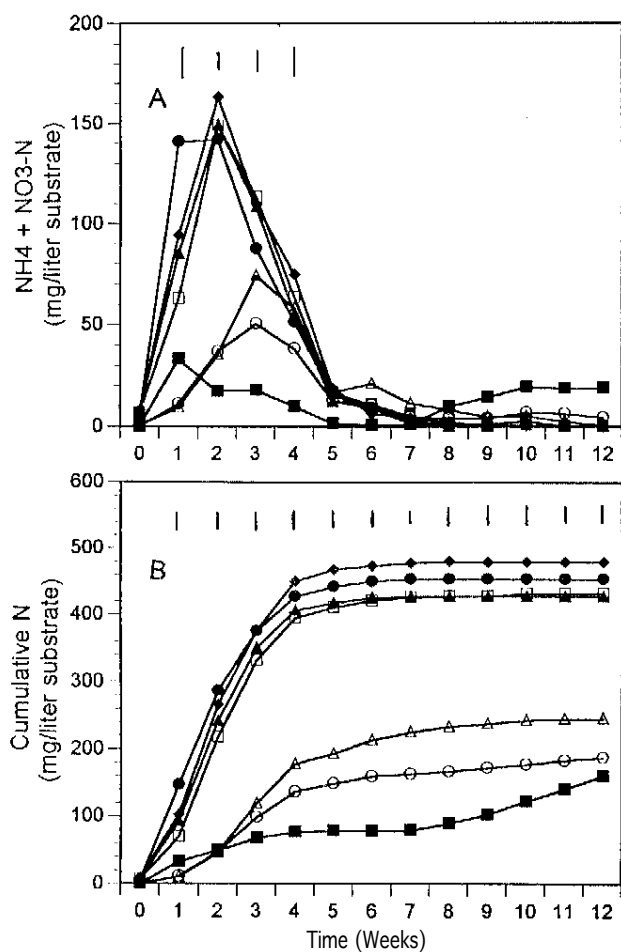 200
150
100
50
0
A
NH4 + NO3-N
(mg/liter substrate)
0 1 2 3 4 5 6 7 8 9 10 11 12
600
500
400
300
200
100
0
B
Cumulative N
(mg/liter substrate)
0 1 2 3 4 5 6 7 8 9 10 11 12
Time (Weeks)